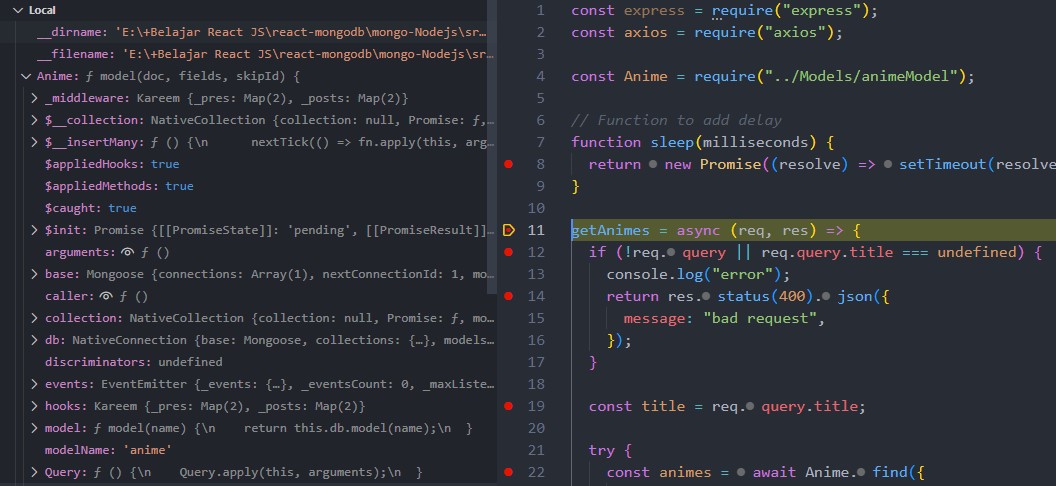 Local
__dirname: 'E:\+Belajar React JS\react-mongodb\mongo-Nodejs\sr…
__filename: 'E:\+Belajar React JS\react-mongodb\mongo-Nodejs\sr…
Anime: ƒ model(doc, fields, skipId) {
_middleware: Kareem {_pres: Map(2), _posts: Map(2)}
$__collection: NativeCollection {collection: null, Promise: ƒ,…
$__insertMany: ƒ () {\n      nextTick(() => fn.apply(this, arg…
$appliedHooks: true
$appliedMethods: true
$caught: true
$init: Promise {[[PromiseState]]: 'pending', [[PromiseResult]]…
arguments: ƒ ()
base: Mongoose {connections: Array(1), nextConnectionId: 1, mo…
caller: ƒ ()
collection: NativeCollection {collection: null, Promise: ƒ, mo…
db: NativeConnection {base: Mongoose, collections: {…}, models…
discriminators: undefined
events: EventEmitter {_events: {…}, _eventsCount: 0, _maxListe…
hooks: Kareem {_pres: Map(2), _posts: Map(2)}
model: ƒ model(name) {\n    return this.db.model(name);\n  }
modelName: 'anime'
Query: ƒ () {\n    Query.apply(this, arguments);\n  }
1 const express = require("express");
2 const axios = require("axios");
3
4 const Anime = require("../Models/animeModel");
5
6 // Function to add delay
7 function sleep(milliseconds) {
8 return new Promise((resolve) => setTimeout(resolve
9 }
10
11 getAnimes = async (req, res) => {
12 if (!req. query || req.query.title === undefined) {
13 console.log("error");
14 return res. status(400). json({
15 message: "bad request",
16 });
17 }
18
19 const title = req. query.title;
20
21 try {
22 const animes = await Anime. find({